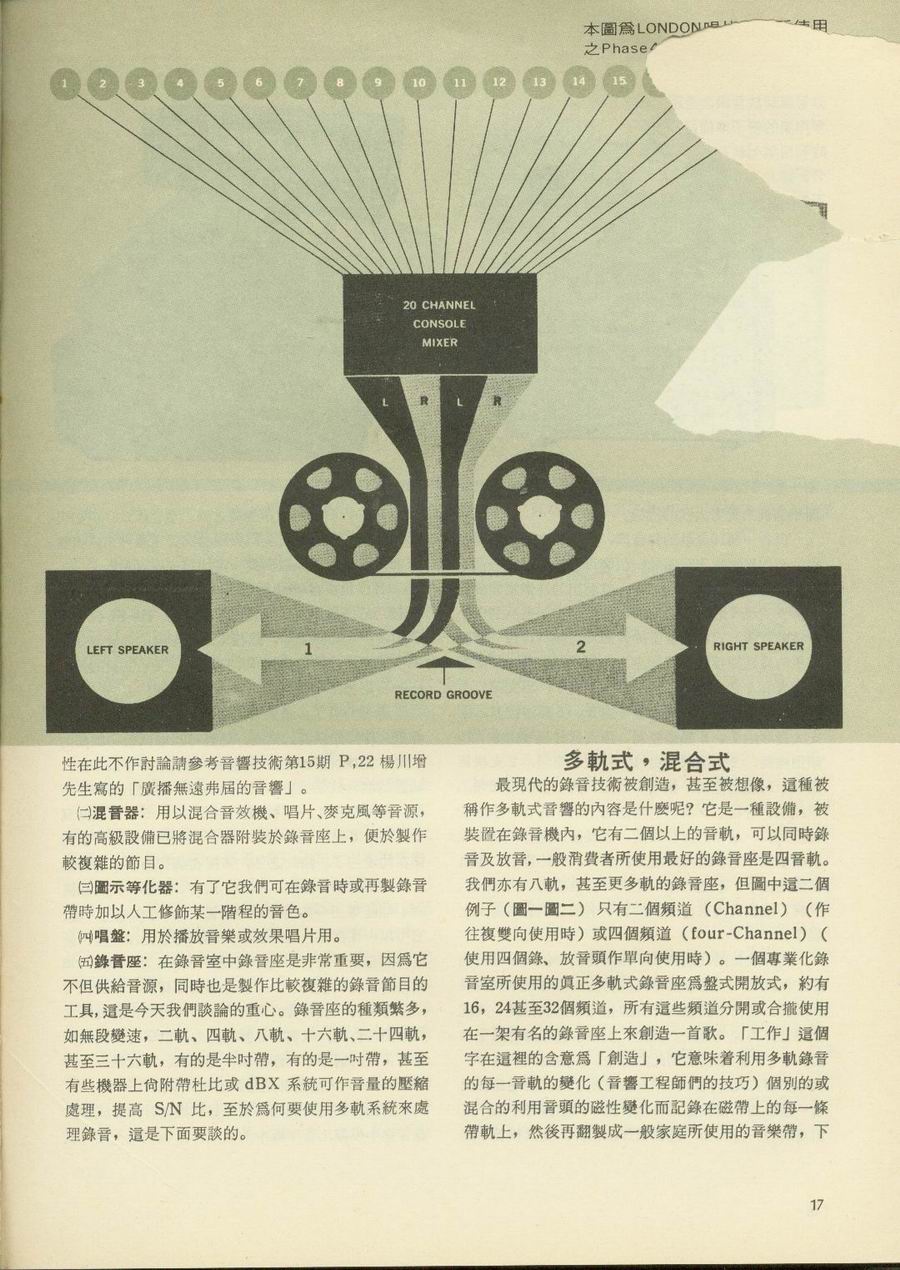 本圖爲LONDON唱
使用
之Phase
1 2 3 4 5 6 7 8 9 10 11 12 13 14 15
20 CHANNEL
CONSOLE
MIXER
L R L R
LEFT SPEAKER
1
2
RIGHT SPEAKER
RECORD GROOVE
性在此不作討論請參考音響技術第15期 P,22 楊川增
先生寫的「廣播無遠弗届的音響」。
㈡混音器：用以混合音效機、唱片、麥克風等音源，
有的高級設備已將混合器附裝於錄音座上，便於製作
較複雜的節目。
㈢圖示等化器：有了它我們可在錄音時或再製錄音
帶時加以人工修飾某一階程的音色。
㈣唱盤：用於播放音樂或效果唱片用。
㈤錄音座：在錄音室中錄音座是非常重要，因爲它
不但供給音源，同時也是製作比較複雜的錄音節目的
工具，這是今天我們談論的重心。錄音座的種類繁多，
如無段變速，二軌、四軌、八軌、十六軌、二十四軌，
甚至三十六軌，有的是半吋帶，有的是一吋帶，甚至
有些機器上尙附帶杜比或 dBX 系統可作音量的壓縮
處理，提高 S/N 比，至於爲何要使用多軌系統來處
理錄音，這是下面要談的。
多軌式，混合式
最現代的錄音技術被創造，甚至被想像，這種被
稱作多軌式音響的內容是什麽呢？它是一種設備，被
裝置在錄音機內，它有二個以上的音軌，可以同時錄
音及放音，一般消費者所使用最好的錄音座是四音軌。
我們亦有八軌，甚至更多軌的錄音座，但圖中這二個
例子（圖一圖二）只有二個頻道（Channel）（作
往複雙向使用時）或四個頻道（four-Channel）（
使用四個錄、放音頭作單向使用時）。一個專業化錄
音室所使用的眞正多軌式錄音座爲盤式開放式，約有
16，24甚至32個頻道，所有這些頻道分開或合攏使用
在一架有名的錄音座上來創造一首歌。「工作」這個
字在這裡的含意爲「創造」，它意味着利用多軌錄音
的每一音軌的變化（音響工程師們的技巧）個別的或
混合的利用音頭的磁性變化而記錄在磁帶上的每一條
帶軌上，然後再翻製成一般家庭所使用的音樂帶，下
17